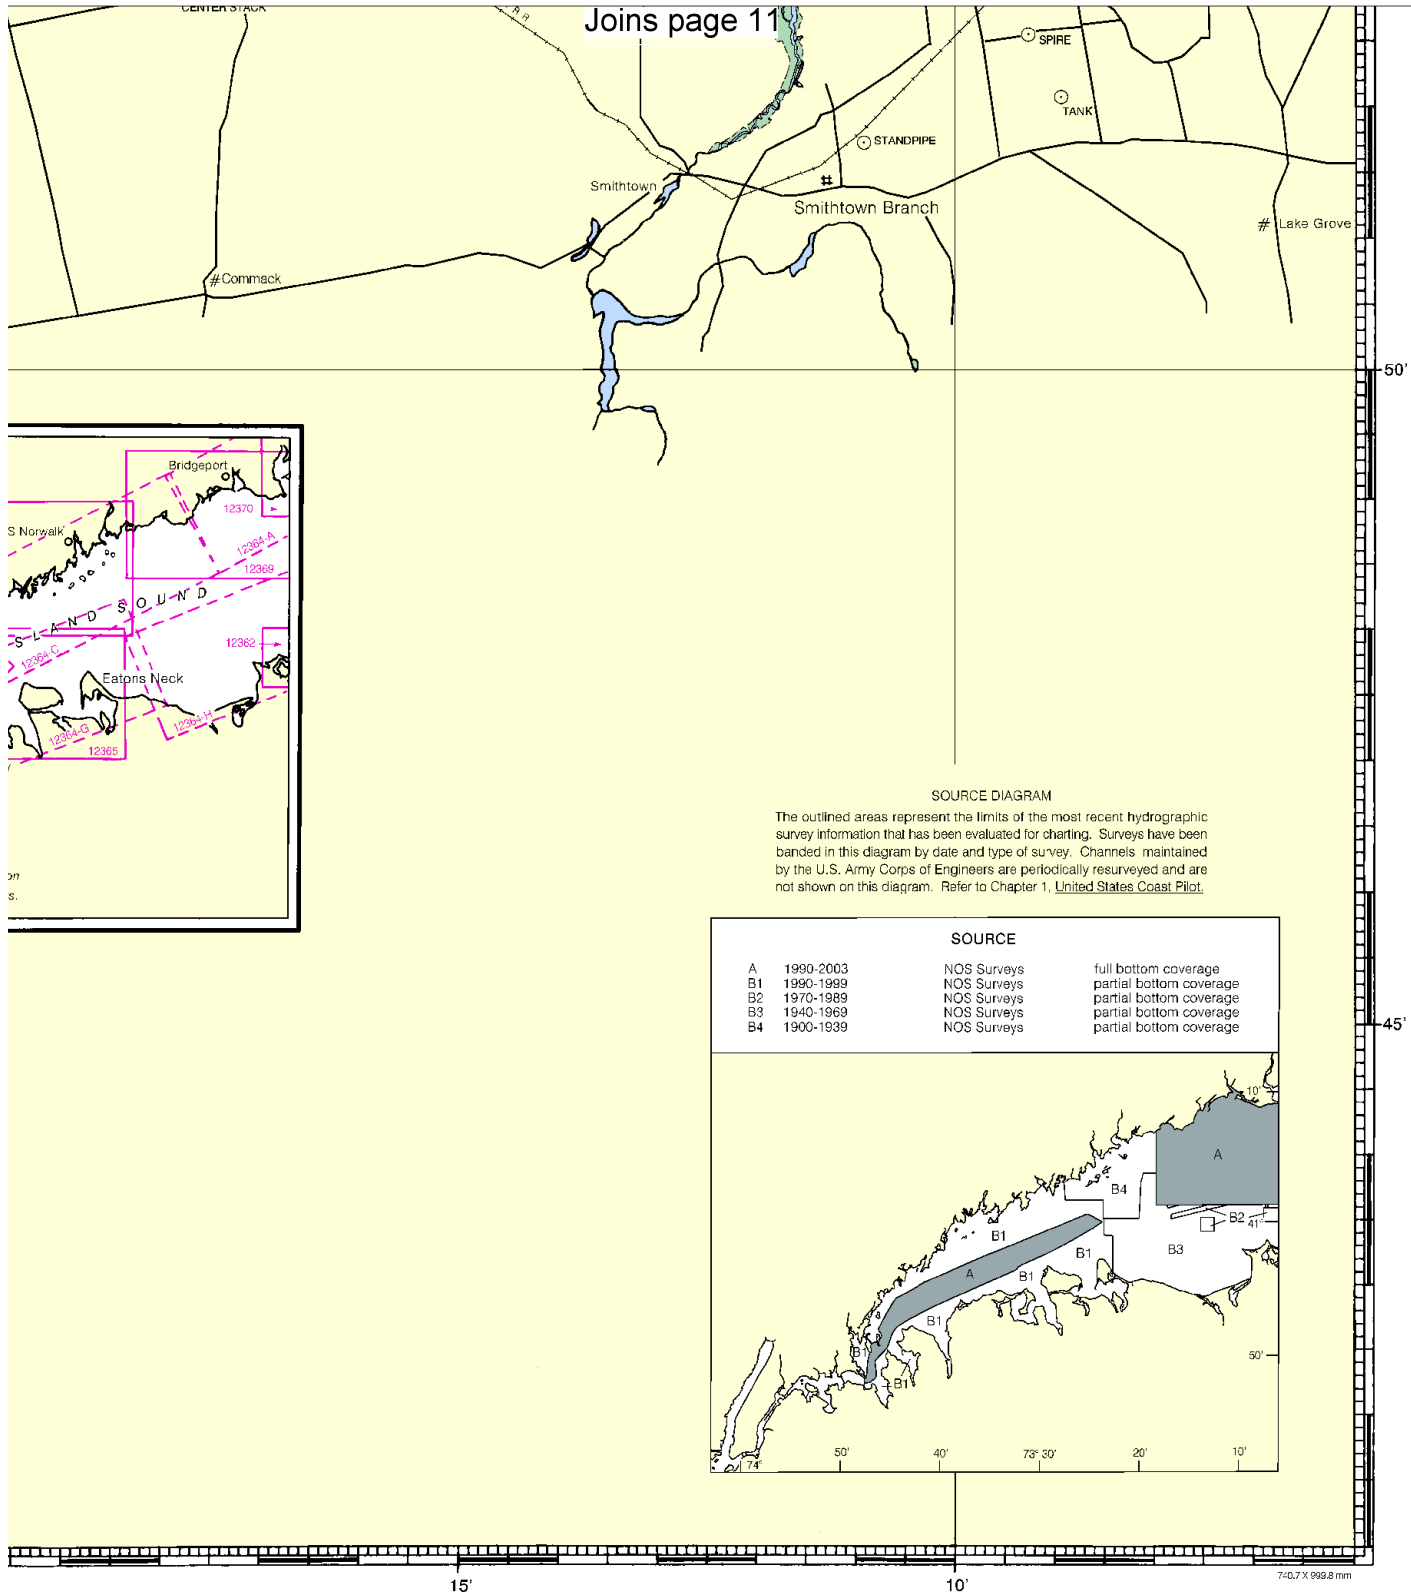 CENTER STACK
R R
Joins page 11
SPIRE
TANK
STANDPIPE
Smithtown
Smithtown Branch
# Lake Grove
# Commack
50'
Bridgeport
12370
S Norwalk
12364-A
12369
SLAND SOUND
12362
12364-C
Eatons Neck
12364-H
12364-G
12365
on
s.
SOURCE DIAGRAM
The outlined areas represent the limits of the most recent hydrographic
survey information that has been evaluated for charting. Surveys have been
banded in this diagram by date and type of survey. Channels maintained
by the U.S. Army Corps of Engineers are periodically resurveyed and are
not shown on this diagram. Refer to Chapter 1, United States Coast Pilot.
SOURCE
A 1990-2003 NOS Surveys full bottom coverage
B1 1990-1999 NOS Surveys partial bottom coverage
B2 1970-1989 NOS Surveys partial bottom coverage
B3 1940-1969 NOS Surveys partial bottom coverage
B4 1900-1939 NOS Surveys partial bottom coverage
45'
10'
A
B4
B2
41°
B1
B3
B1
A
B1
B1
B1
50'
B1
74°
50'
40'
73° 30'
20'
10'
15'
10'
740.7 X 999.8 mm